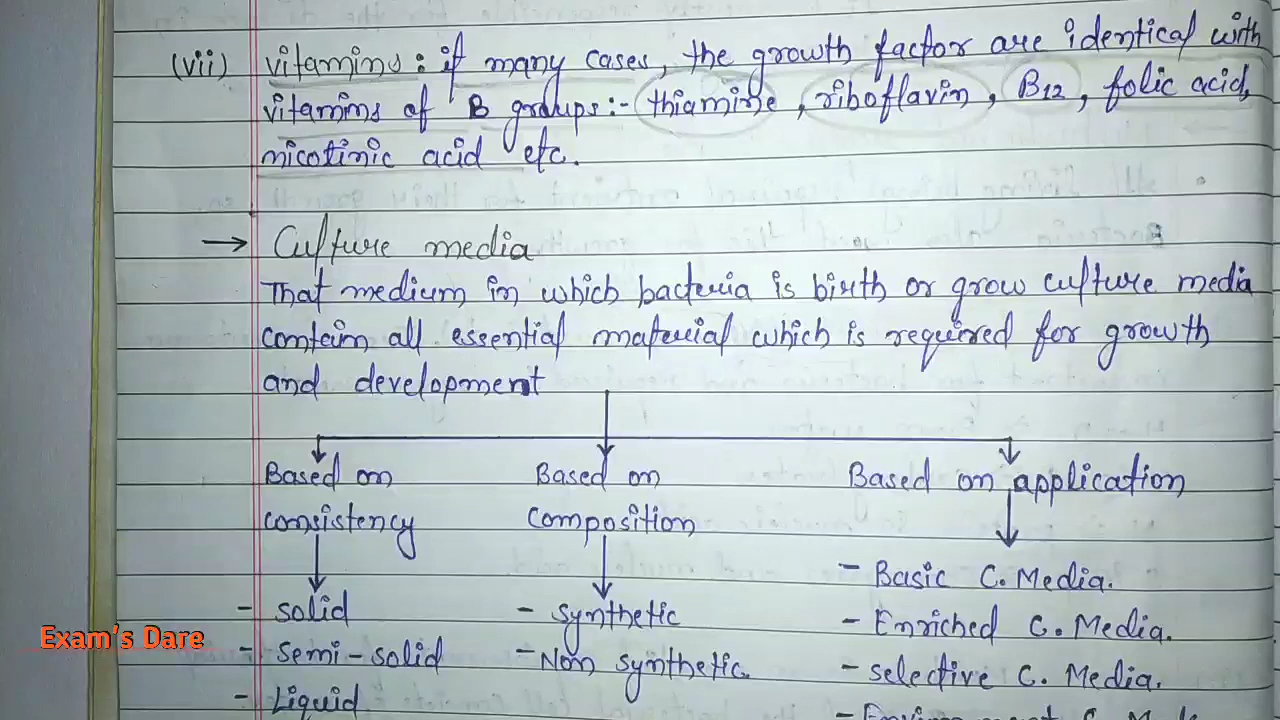 (vii) vitamins : if many cases, the growth factor are identical with
vitamins of B groups:- thiamine, riboflavin, B12, folic acid,
nicotinic acid etc.
→ Culture media
That medium in which bacteria is birth or grow culture media
contain all essential material which is required for growth
and development
Based on consistency
- solid
- semi-solid
- Liquid
Based on composition
- synthetic
- Non synthetic
Based on application
- Basic C. Media.
- Enriched C. Media.
- selective C. Media.
Exam's Dare